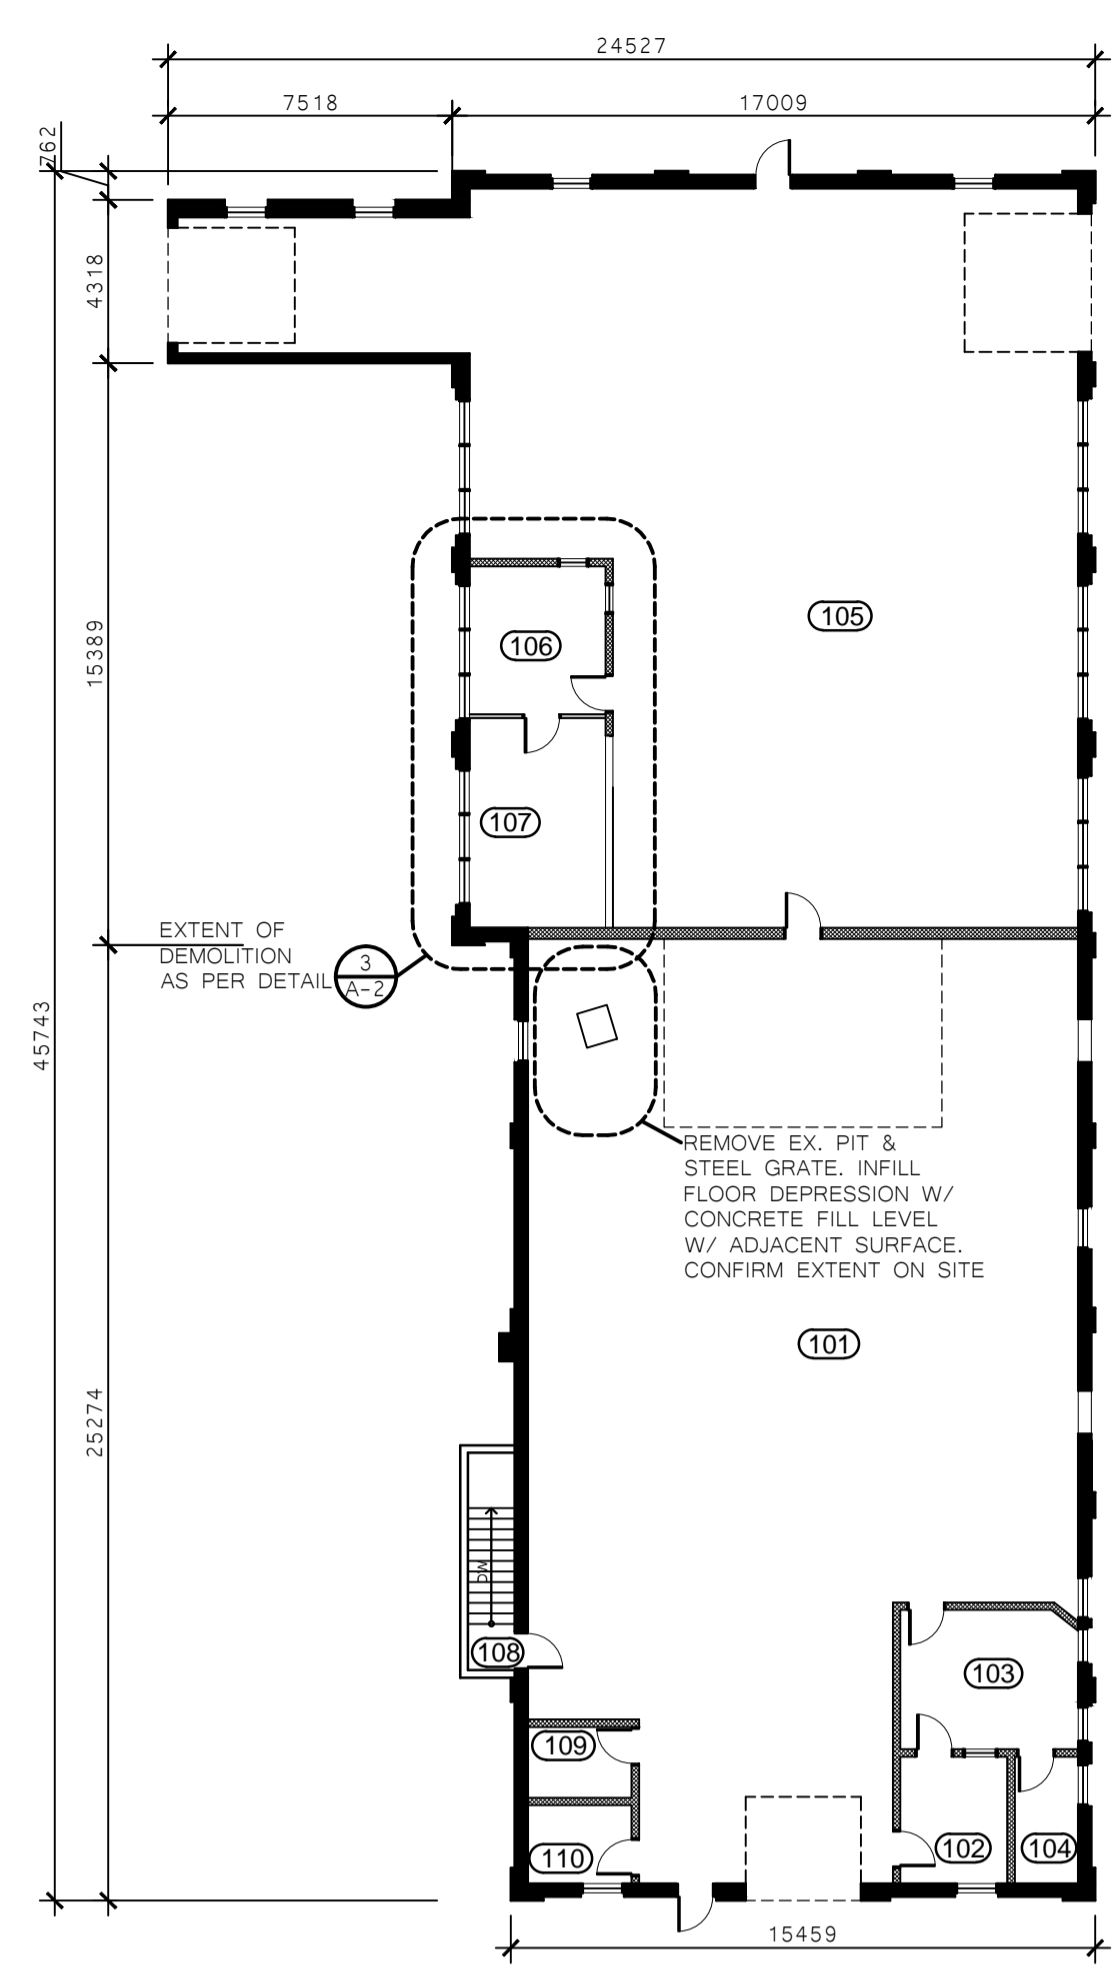 24527
7518
17009
762
4318
105
15389
106
107
EXTENT OF
DEMOLITION
AS PER DETAIL
3
A-2
45743
REMOVE EX. PIT &
STEEL GRATE. INFILL
FLOOR DEPRESSION W/
CONCRETE FILL LEVEL
W/ ADJACENT SURFACE.
CONFIRM EXTENT ON SITE
101
25274
DW
108
103
109
102
104
110
15459